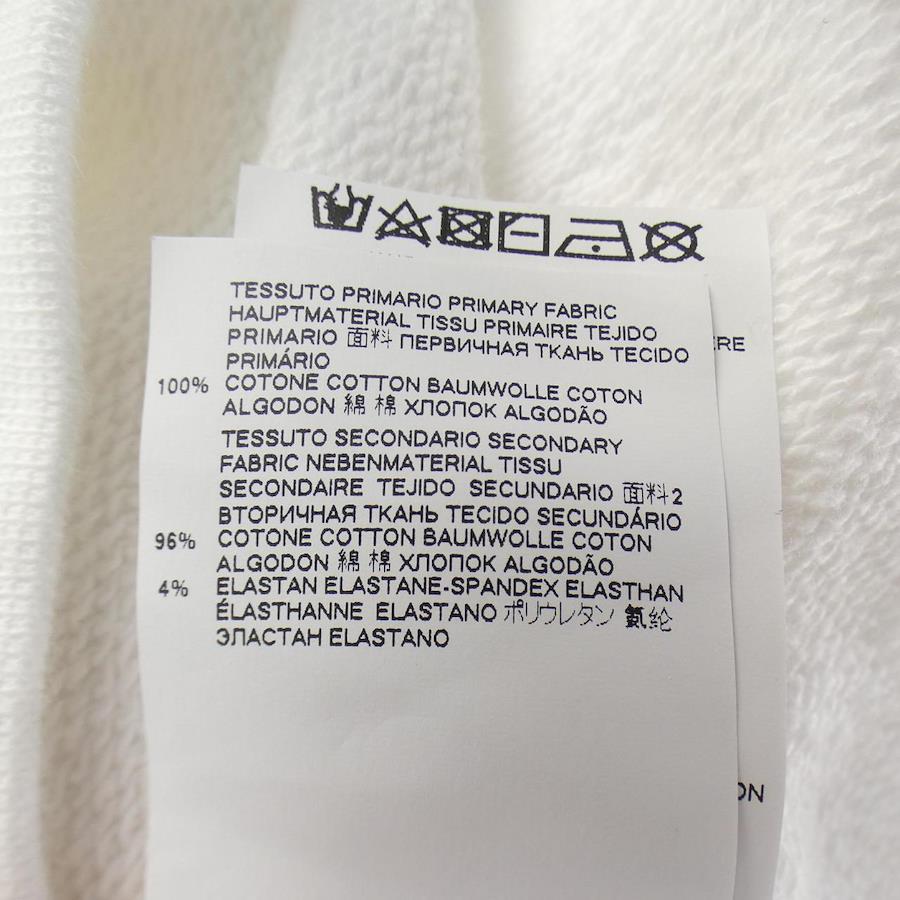 TESSUTO PRIMARIO PRIMARY FABRIC
HAUPTMATERIAL TISSU PRIMAIRE TEJIDO
PRIMARIO 面料 ПЕРВИЧНАЯ ТКАНЬ TECIDO
PRIMÁRIO
100% COTONE COTTON BAUMWOLLE COTON
ALGODON 綿 棉 ХЛОПОК ALGODÃO
TESSUTO SECONDARIO SECONDARY
FABRIC NEBENMATERIAL TISSU
SECONDAIRE TEJIDO SECUNDARIO 面料2
ВТОРИЧНАЯ ТКАНЬ TECIDO SECUNDÁRIO
96% COTONE COTTON BAUMWOLLE COTON
ALGODON 綿 棉 ХЛОПОК ALGODÃO
4% ELASTAN ELASTANE-SPANDEX ELASTHAN
ÉLASTHANNE ELASTANO ポリウレタン 氨纶
ЭЛАСТАН ELASTANO